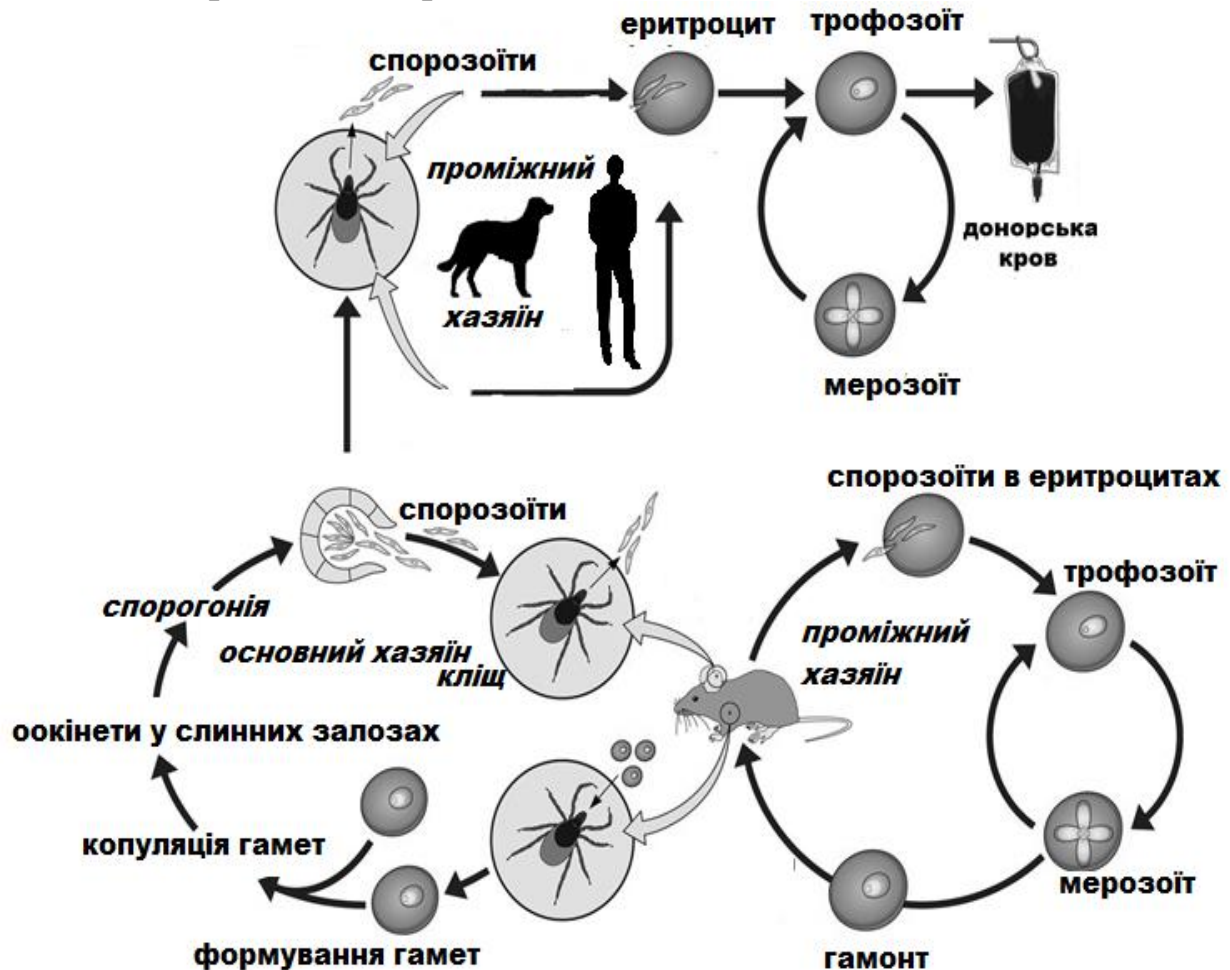 еритроцит
трофозоїт
спорозоїти
проміжний
хазяїн
донорська
кров
мерозоїт
спорозоїти в еритроцитах
спорозоїти
трофозоїт
спорогонія
проміжний
хазяїн
основний хазяїн
кліщ
оокінети у слинних залозах
копуляція гамет
мерозоїт
формування гамет
гамонт